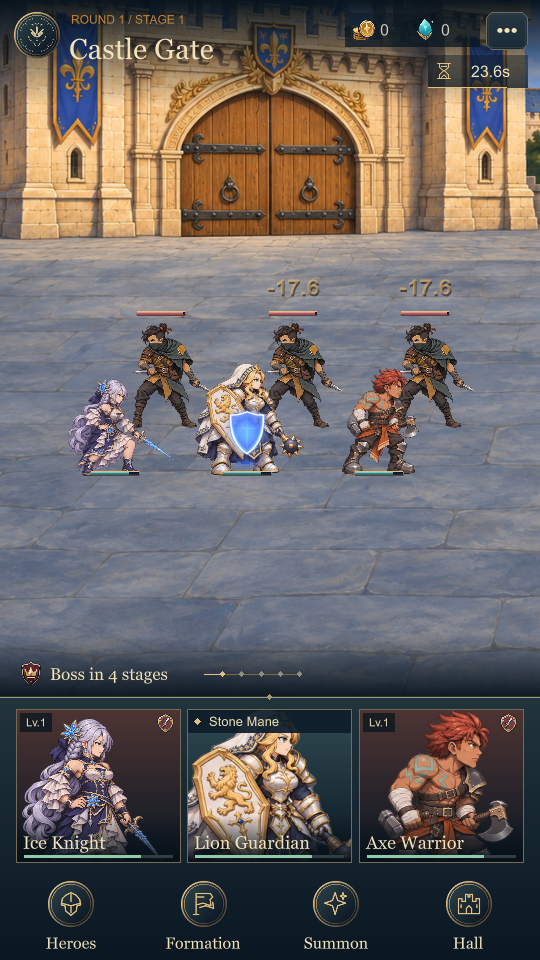 ROUND 1 / STAGE 1
Castle Gate
0
0
23.6s
-17.6
-17.6
Boss in 4 stages
Lv.1
Stone Mane
Lv.1
Ice Knight
Lion Guardian
Axe Warrior
Heroes
Formation
Summon
Hall